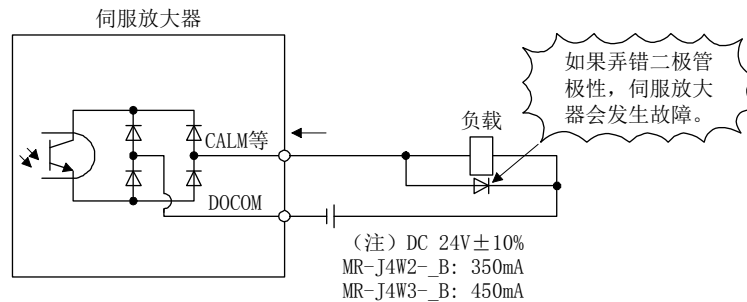 伺服放大器
如果弄错二极管
极性，伺服放大
器会发生故障。
负载
CALM等
DOCOM
（注）DC 24V±10%
MR-J4W2-_B: 350mA
MR-J4W3-_B: 450mA